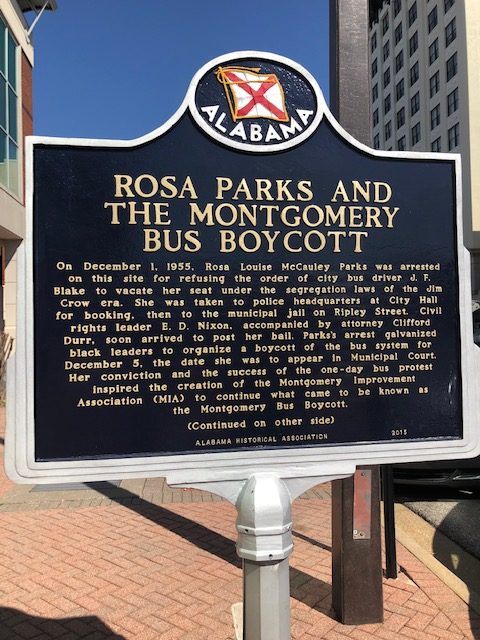 ALABAMA
ROSA PARKS AND
THE MONTGOMERY
BUS BOYCOTT
On December 1, 1955, Rosa Louise McCauley Parks was arrested
on this site for refusing the order of city bus driver J. F.
Blake to vacate her seat under the segregation laws of the Jim
Crow era. She was taken to police headquarters at City Hall
for booking, then to the municipal jail on Ripley Street. Civil
rights leader E. D. Nixon, accompanied by attorney Clifford
Durr, soon arrived to post her bail. Parks's arrest galvanized
black leaders to organize a boycott of the bus system for
December 5, the date she was to appear in Municipal Court.
Her conviction and the success of the one-day bus protest
inspired the creation of the Montgomery Improvement
Association (MIA) to continue what came to be known as
the Montgomery Bus Boycott.
(Continued on other side)
ALABAMA HISTORICAL ASSOCIATION 2015